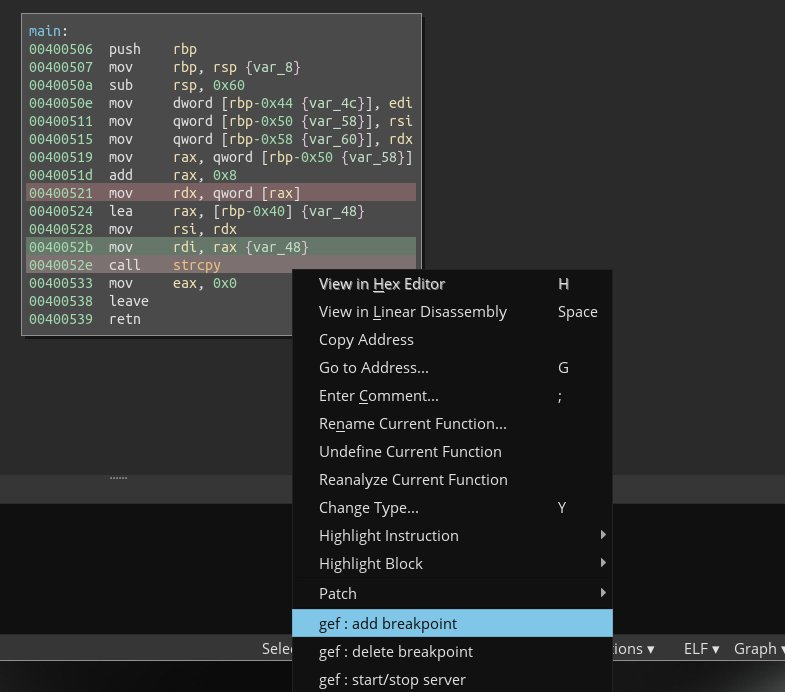 main:
00400506 push rbp
00400507 mov rbp, rsp {var_8}
0040050a sub rsp, 0x60
0040050e mov dword [rbp-0x44 {var_4c}], edi
00400511 mov qword [rbp-0x50 {var_58}], rsi
00400515 mov qword [rbp-0x58 {var_60}], rdx
00400519 mov rax, qword [rbp-0x50 {var_58}]
0040051d add rax, 0x8
00400521 mov rdx, qword [rax]
00400524 lea rax, [rbp-0x40] {var_48}
00400528 mov rsi, rdx
0040052b mov rdi, rax {var_48}
0040052e call strcpy
00400533 mov eax, 0x0
00400538 leave
00400539 retn
View in Hex Editor H
View in Linear Disassembly Space
Copy Address
Go to Address... G
Enter Comment... ;
Rename Current Function...
Undefine Current Function
Reanalyze Current Function
Change Type... Y
Highlight Instruction
Highlight Block
Patch
gef : add breakpoint
gef : delete breakpoint
gef : start/stop server
ELF ▾ Graph ▾